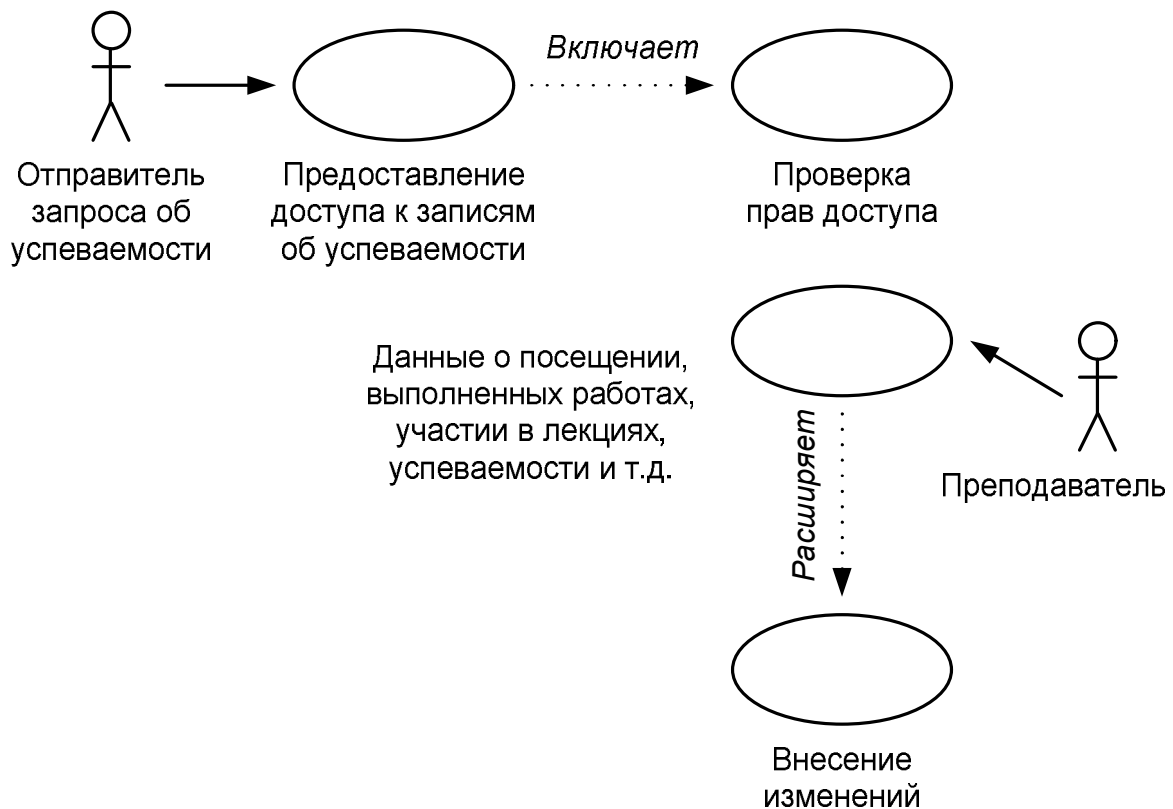 Включает
Отправитель
запроса об
успеваемости
Предоставление
доступа к записям
об успеваемости
Проверка
прав доступа
Данные о посещении,
выполненных работах,
участии в лекциях,
успеваемости и т.д.
Преподаватель
Расширяет
Внесение
изменений